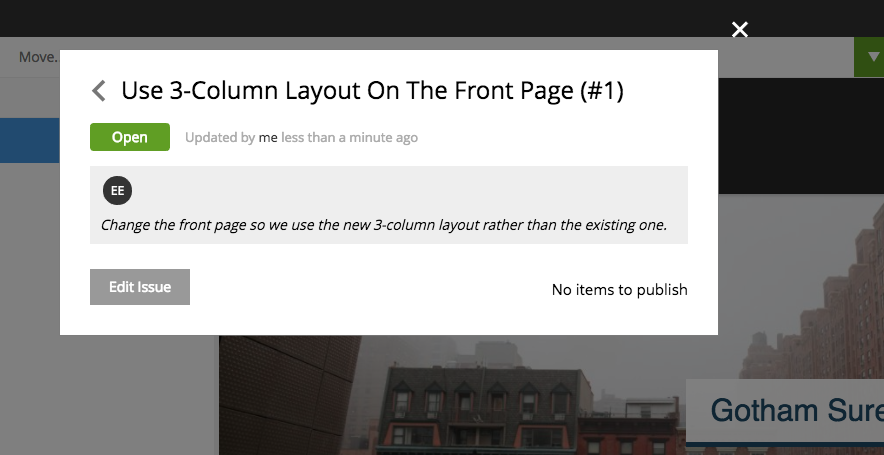 Move...
Use 3-Column Layout On The Front Page (#1)
Open
Updated by me less than a minute ago
EE
Change the front page so we use the new 3-column layout rather than the existing one.
Edit Issue
No items to publish
Gotham Sure